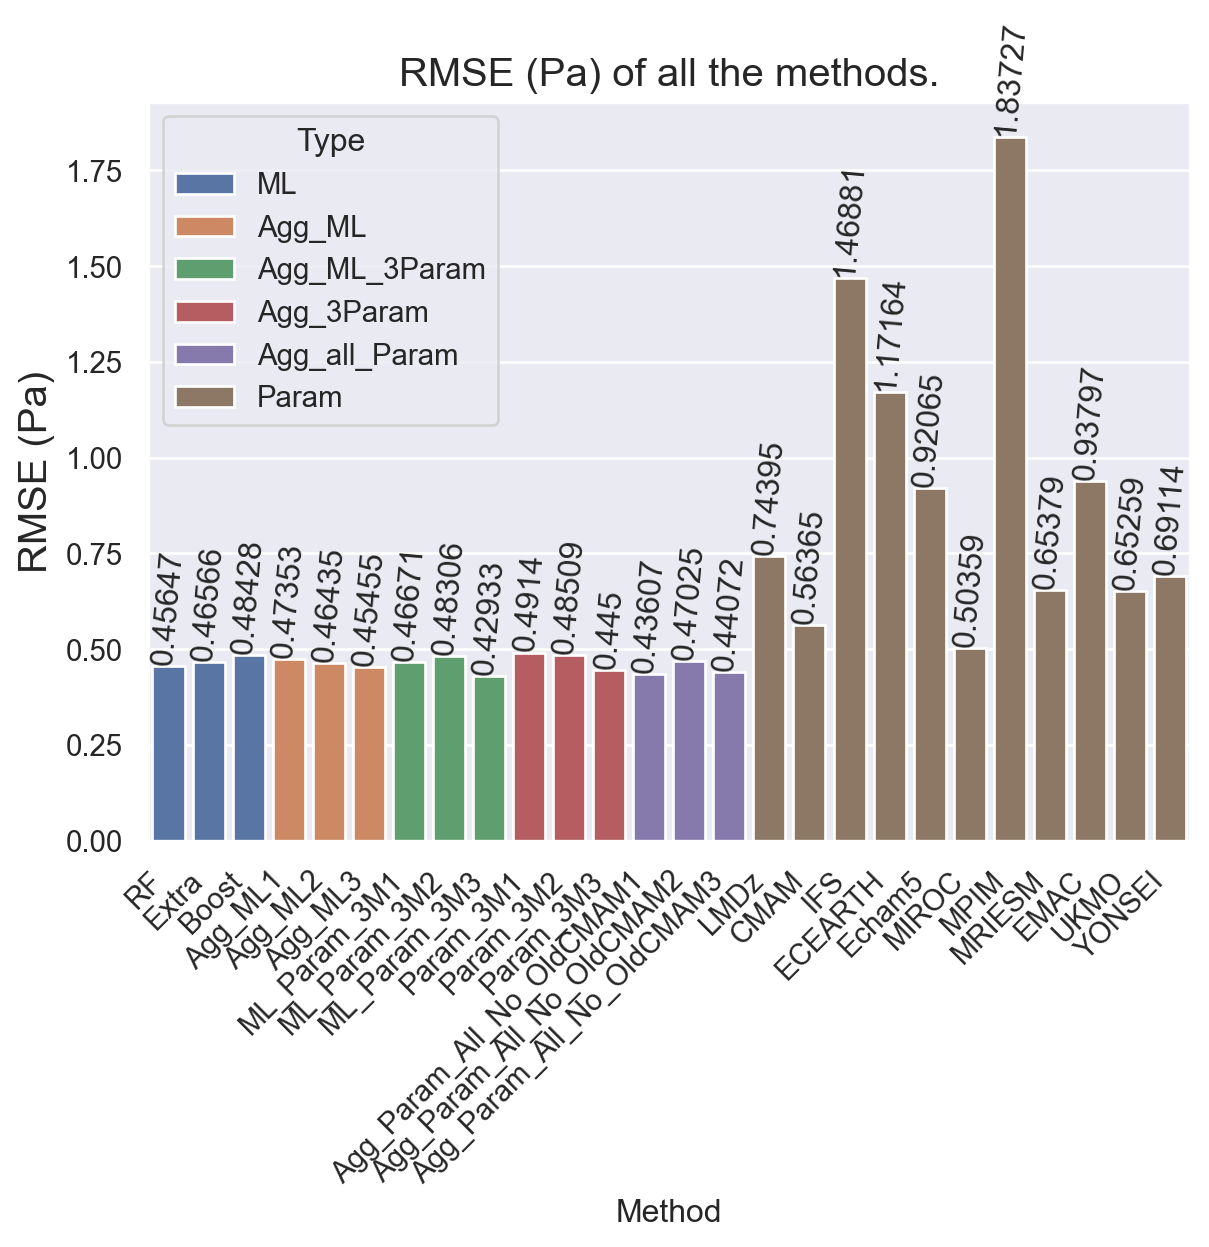 RMSE (Pa) of all the methods.
Type
ML
Agg_ML
Agg_ML_3Param
Agg_3Param
Agg_all_Param
Param
RMSE (Pa)
1.75
1.50
1.25
1.00
0.75
0.50
0.25
0.00
0.45647
0.46566
0.48428
0.47353
0.46435
0.45455
0.46671
0.48306
0.42933
0.4914
0.48509
0.445
0.43607
0.47025
0.44072
0.74395
0.56365
1.46881
1.17164
0.92065
0.50359
1.83727
0.65379
0.93797
0.65259
0.69114
RF
Extra
Boost
Agg_ML1
Agg_ML2
Agg_ML3
ML_Param_3M1
ML_Param_3M2
ML_Param_3M3
Param_3M1
Param_3M2
Param_3M3
Agg_Param_All_No_OldCMAM1
Agg_Param_All_No_OldCMAM2
Agg_Param_All_No_OldCMAM3
LMDz
CMAM
IFS
ECEARTH
Echam5
MIROC
MPIM
MRIESM
EMAC
UKMO
YONSEI
Method